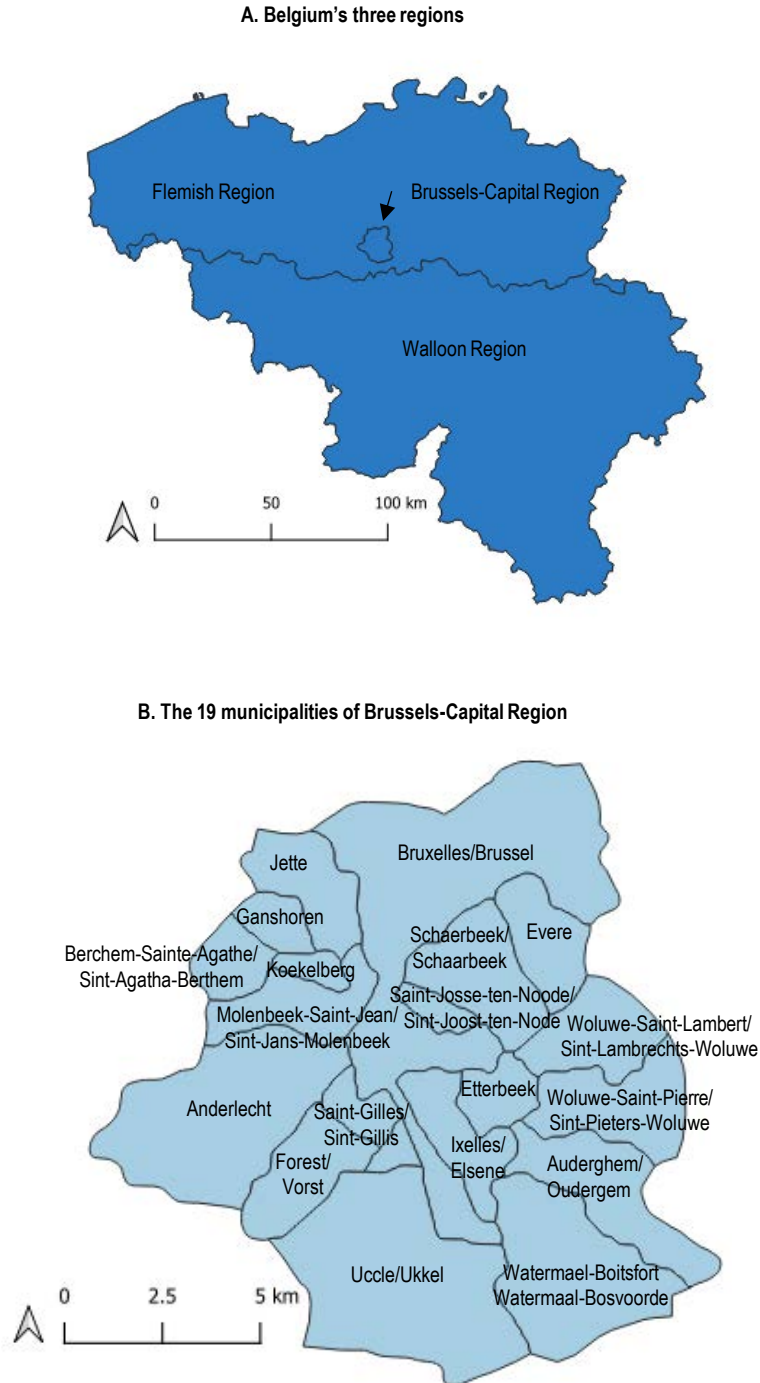 A. Belgium's three regions
Flemish Region
Brussels-Capital Region
Walloon Region
0 50 100 km
B. The 19 municipalities of Brussels-Capital Region
Bruxelles/Brussel
Jette
Ganshoren
Evere
Schaerbeek/
Schaarbeek
Berchem-Sainte-Agathe/
Sint-Agatha-Berthem
Koekelberg
Saint-Josse-ten-Noode/
Sint-Joost-ten-Node
Molenbeek-Saint-Jean/
Sint-Jans-Molenbeek
Woluwe-Saint-Lambert/
Sint-Lambrechts-Woluwe
Etterbeek
Anderlecht
Saint-Gilles/
Sint-Gillis
Woluwe-Saint-Pierre/
Sint-Pieters-Woluwe
Ixelles/
Elsene
Forest/
Vorst
Auderghem/
Oudergem
Uccle/Ukkel
Watermael-Boitsfort
Watermaal-Bosvoorde
0 2.5 5 km